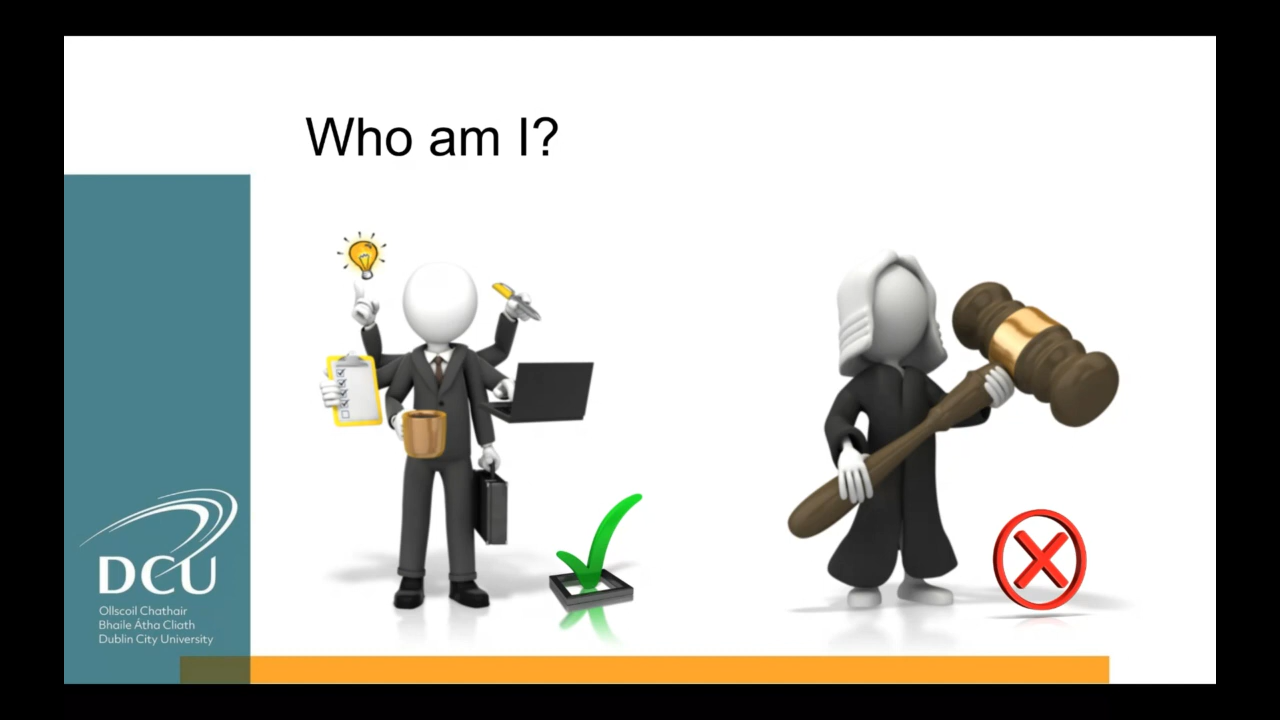 Who am I?
DCU
Ollscoil Chathair
Bhaile Átha Cliath
Dublin City University